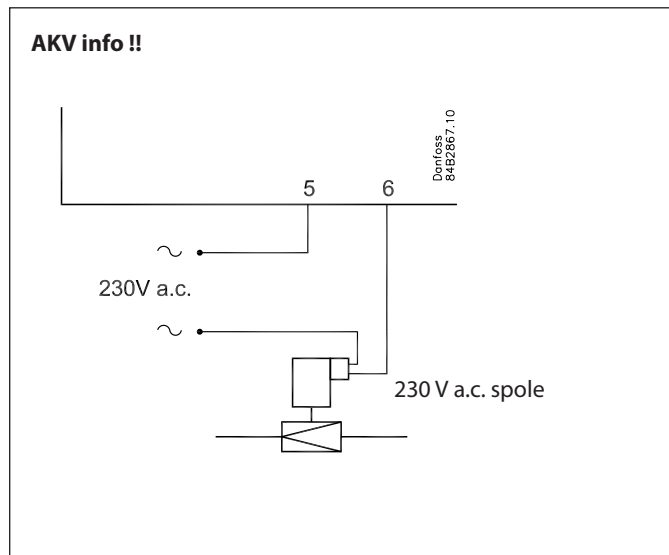 AKV info !!
Danfoss
84B2867.10
5 6
230V a.c.
230 V a.c. spole